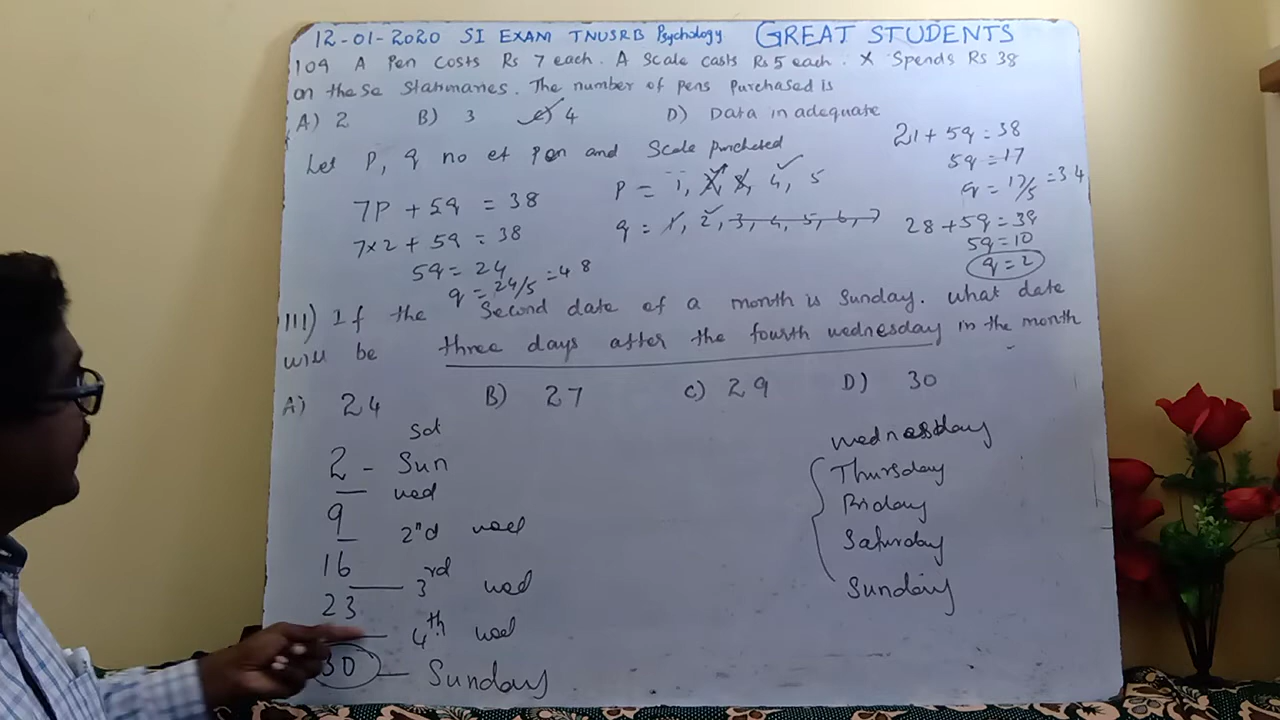 12-01-2020 SI EXAM TNUSRB Psychology GREAT STUDENTS
109 A Pen Costs Rs 7 each. A Scale costs Rs 5 each. X Spends Rs 38
on these Stationaries. The number of pens Purchased is
A) 2 B) 3 C) 4 D) Data in adequate
Let P, q no of Pen and Scale purcheted
7P + 5q = 38
7x2 + 5q = 38
5q = 24
q = 24/5 = 4 8
P = 1, 2, 3, 4, 5
q = 1, 2, 3, 4, 5, 6, 7
21 + 5q = 38
5q = 17
q = 17/5 = 3 4
28 + 5q = 38
5q = 10
q = 2
111) If the Second date of a month is Sunday. What date
will be three days after the fourth wednesday in the month
A) 24 B) 27 C) 29 D) 30
Sat
2 - Sun
wed
9
2nd wed
16
3rd wed
23
4th wed
30 - Sunday
wednesday
Thursday
Friday
Saturday
Sunday